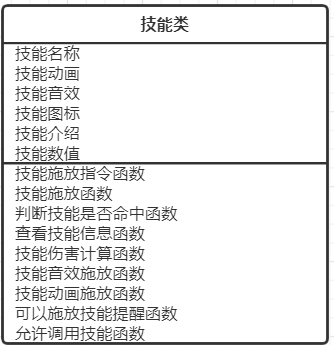 技能类
技能名称
技能动画
技能音效
技能图标
技能介绍
技能数值
技能施放指令函数
技能施放函数
判断技能是否命中函数
查看技能信息函数
技能伤害计算函数
技能音效施放函数
技能动画施放函数
可以施放技能提醒函数
允许调用技能函数